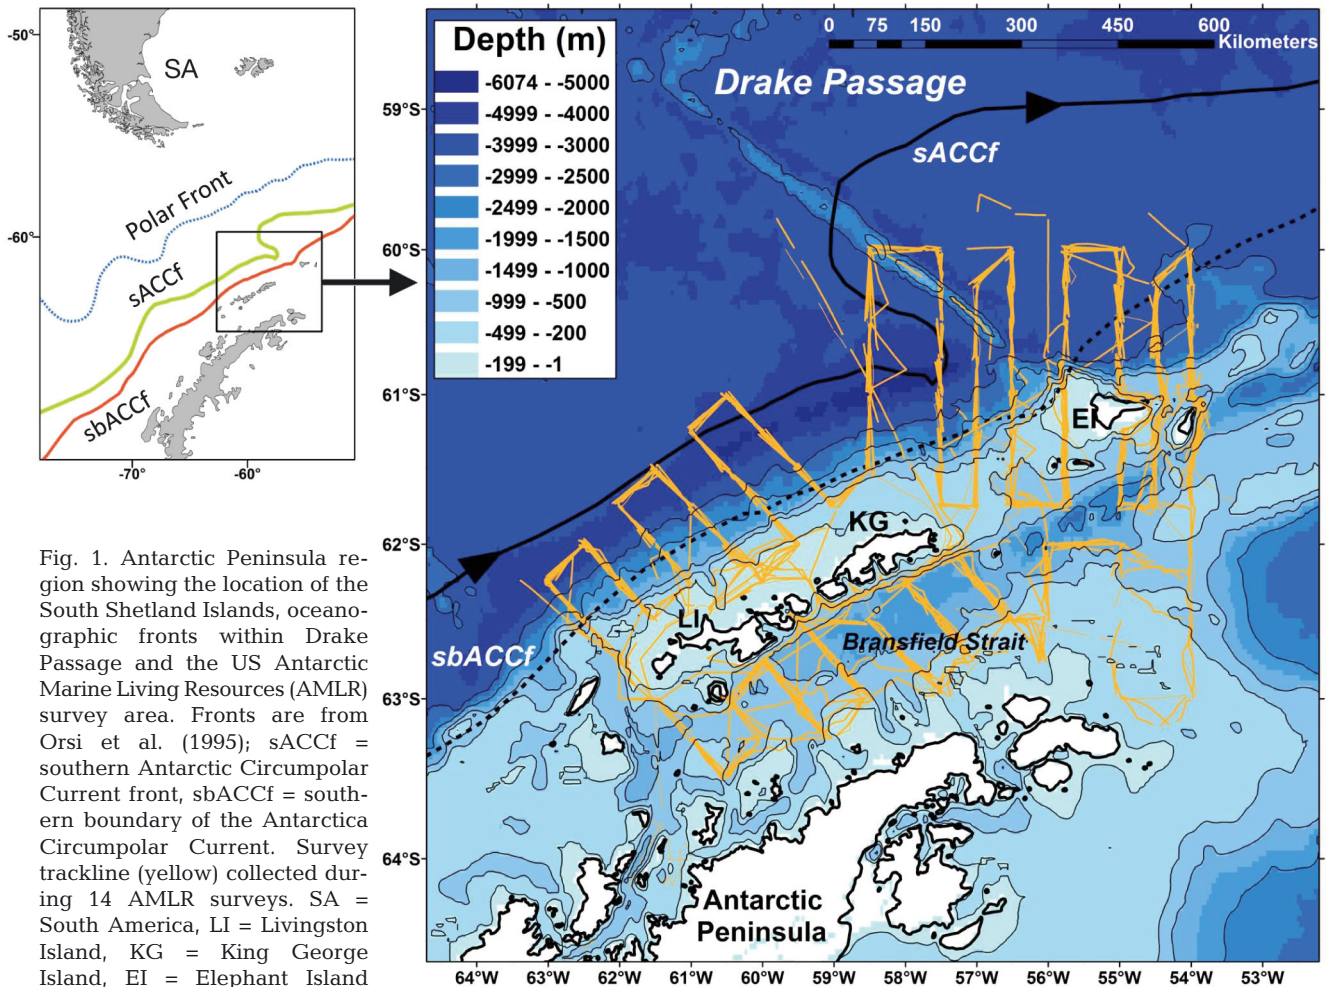 -50°
-60°
-70°
-60°
SA
Polar Front
sACCf
sbACCf
Depth (m)
-6074 - -5000
-4999 - -4000
-3999 - -3000
-2999 - -2500
-2499 - -2000
-1999 - -1500
-1499 - -1000
-999 - -500
-499 - -200
-199 - -1
0 75 150 300 450 600
Kilometers
Drake Passage
sACCf
59°S
60°S
61°S
62°S
63°S
64°S
EI
KG
LI
Bransfield Strait
sbACCf
Antarctic
Peninsula
64°W 63°W 62°W 61°W 60°W 59°W 58°W 57°W 56°W 55°W 54°W 53°W
Fig. 1. Antarctic Peninsula re-
gion showing the location of the
South Shetland Islands, oceano-
graphic fronts within Drake
Passage and the US Antarctic
Marine Living Resources (AMLR)
survey area. Fronts are from
Orsi et al. (1995); sACCf =
southern Antarctic Circumpolar
Current front, sbACCf = south-
ern boundary of the Antarctica
Circumpolar Current. Survey
trackline (yellow) collected dur-
ing 14 AMLR surveys. SA =
South America, LI = Livingston
Island, KG = King George
Island, EI = Elephant Island